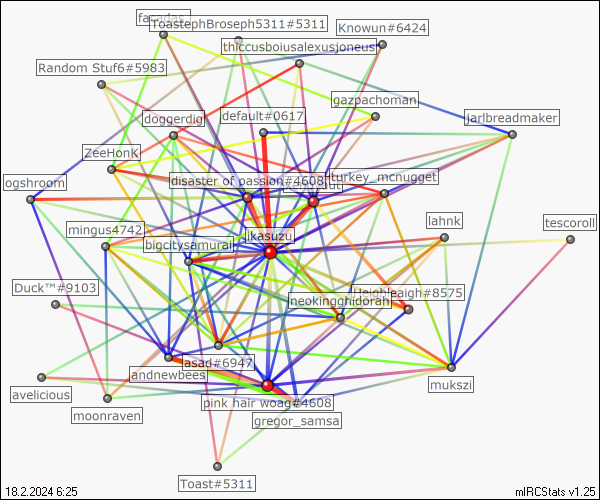 ToastephBroseph5311#5311
Knowun#6424
thiccusboiusalexusjoneus
Random Stuf6#5983
gazpachoman
doggerdig
default#0617
jarlbreadmaker
ZeeHonk
disaster of passion#4608
turkey_mcnugget
ogshroom
mingus4742
ikasuzu
bigcitysamurai
lahnk
tescoroll
Duck™#9103
neokingghidorah
Heighleaigh#8575
asad#6947
andnewbees
mukszi
avelicious
pink hair woag#4608
moonraven
gregor_samsa
Toast#5311
18.2.2024 6:25
mIRCStats v1.25